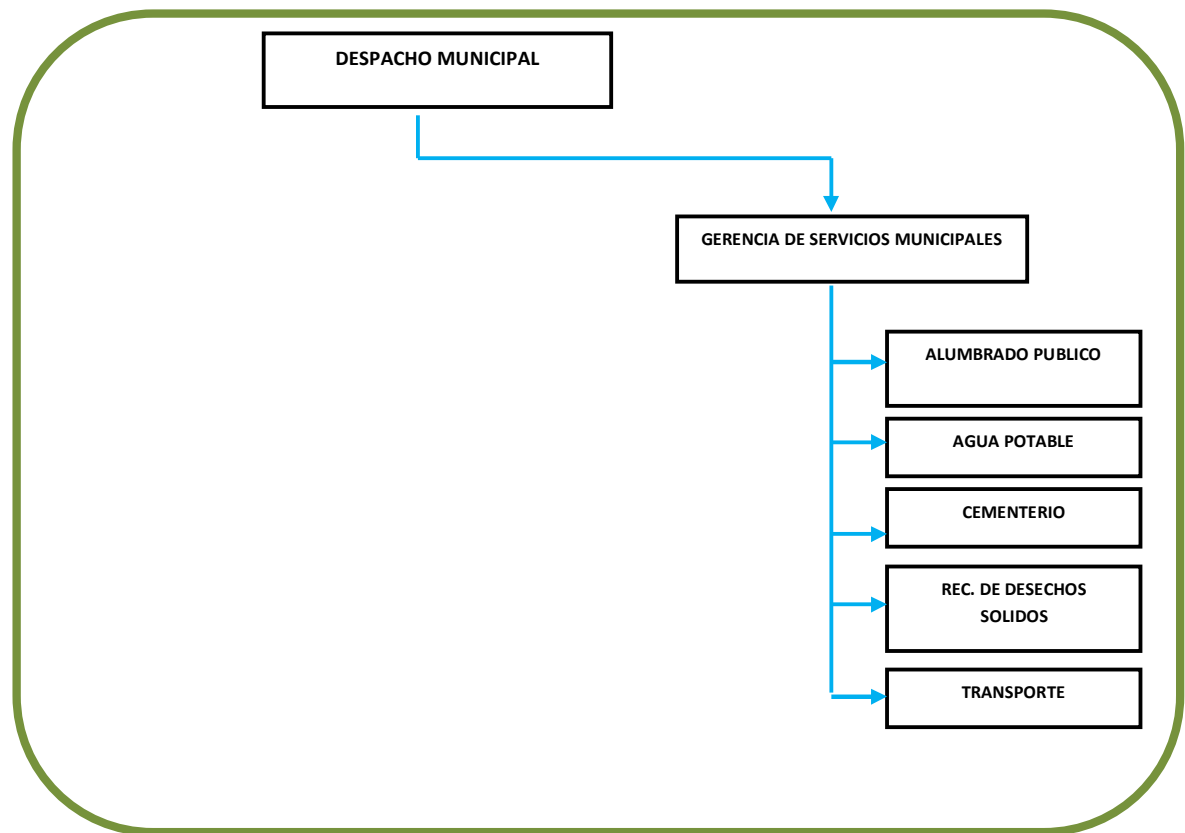 DESPACHO MUNICIPAL
GERENCIA DE SERVICIOS MUNICIPALES
ALUMBRADO PUBLICO
AGUA POTABLE
CEMENTERIO
REC. DE DESECHOS
SOLIDOS
TRANSPORTE